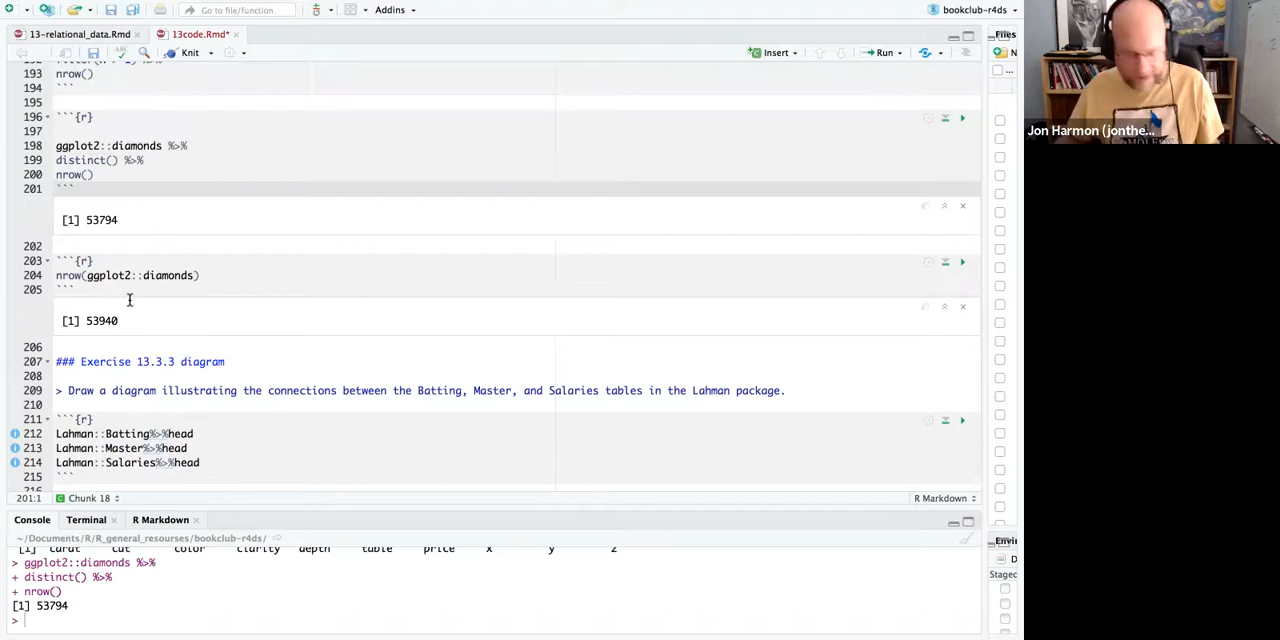 Go to file/function
Addins
bookclub-r4ds
13-relational_data.Rmd
13code.Rmd*
Files
Knit
Insert
Run
N
...
193 nrow()
194 ```
195
196 ```{r}
197
198 ggplot2::diamonds %>%
199 distinct() %>%
200 nrow()
201 ```
[1] 53794
202
203 ```{r}
204 nrow(ggplot2::diamonds)
205 ```
[1] 53940
206
207 ### Exercise 13.3.3 diagram
208
209 > Draw a diagram illustrating the connections between the Batting, Master, and Salaries tables in the Lahman package.
210
211 ```{r}
212 Lahman::Batting%>%head
213 Lahman::Master%>%head
214 Lahman::Salaries%>%head
215 ```
201:1 Chunk 18 R Markdown
Console Terminal R Markdown
~/Documents/R/R_general_resourses/bookclub-r4ds/
[1] carat cut color clarity depth table price x y z
> ggplot2::diamonds %>%
+ distinct() %>%
+ nrow()
[1] 53794
>
Envir
D
Staged
Jon Harmon (jonthe...